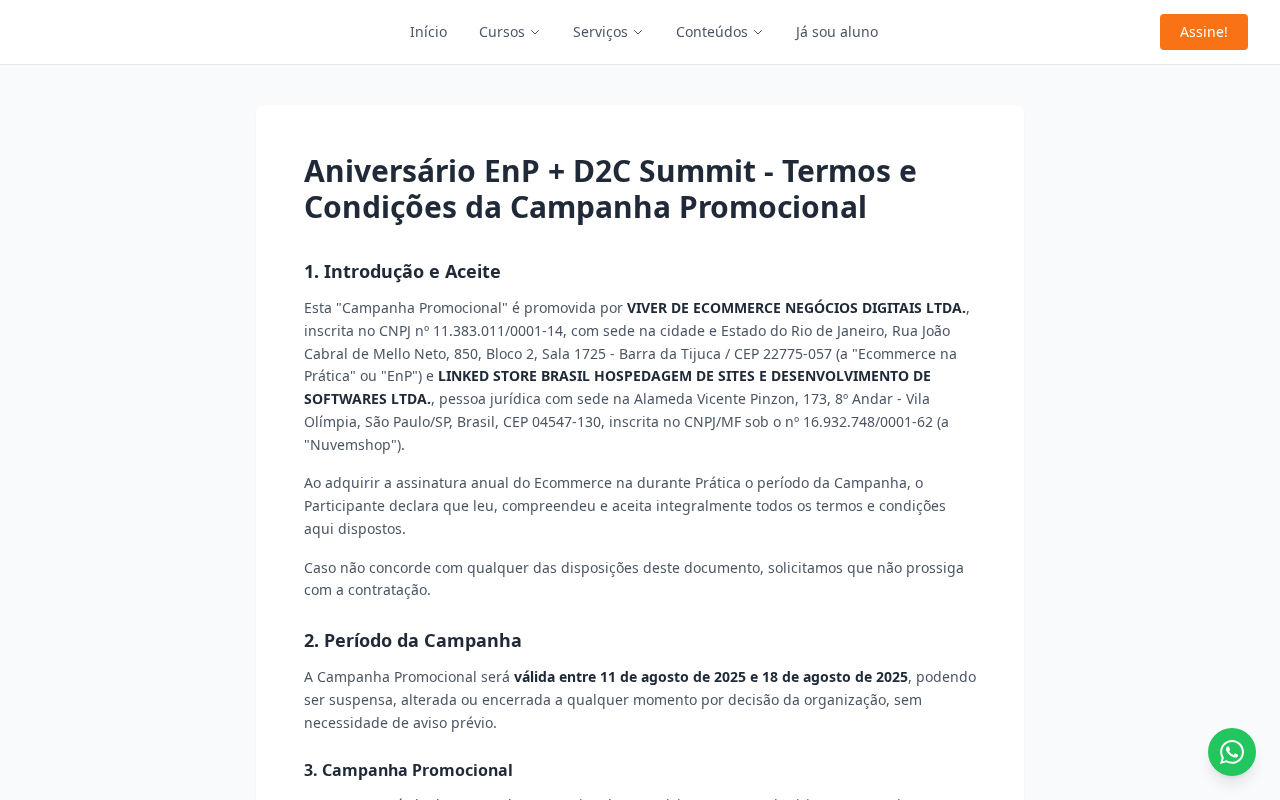 Início
Cursos
Serviços
Conteúdos
Já sou aluno
Assine!
Aniversário EnP + D2C Summit - Termos e
Condições da Campanha Promocional
1. Introdução e Aceite
Esta "Campanha Promocional" é promovida por VIVER DE ECOMMERCE NEGÓCIOS DIGITAIS LTDA.,
inscrita no CNPJ nº 11.383.011/0001-14, com sede na cidade e Estado do Rio de Janeiro, Rua João
Cabral de Mello Neto, 850, Bloco 2, Sala 1725 - Barra da Tijuca / CEP 22775-057 (a "Ecommerce na
Prática" ou "EnP") e LINKED STORE BRASIL HOSPEDAGEM DE SITES E DESENVOLVIMENTO DE
SOFTWARES LTDA., pessoa jurídica com sede na Alameda Vicente Pinzon, 173, 8º Andar - Vila
Olímpia, São Paulo/SP, Brasil, CEP 04547-130, inscrita no CNPJ/MF sob o nº 16.932.748/0001-62 (a
"Nuvemshop").
Ao adquirir a assinatura anual do Ecommerce na durante Prática o período da Campanha, o
Participante declara que leu, compreendeu e aceita integralmente todos os termos e condições
aqui dispostos.
Caso não concorde com qualquer das disposições deste documento, solicitamos que não prossiga
com a contratação.
2. Período da Campanha
A Campanha Promocional será válida entre 11 de agosto de 2025 e 18 de agosto de 2025, podendo
ser suspensa, alterada ou encerrada a qualquer momento por decisão da organização, sem
necessidade de aviso prévio.
3. Campanha Promocional